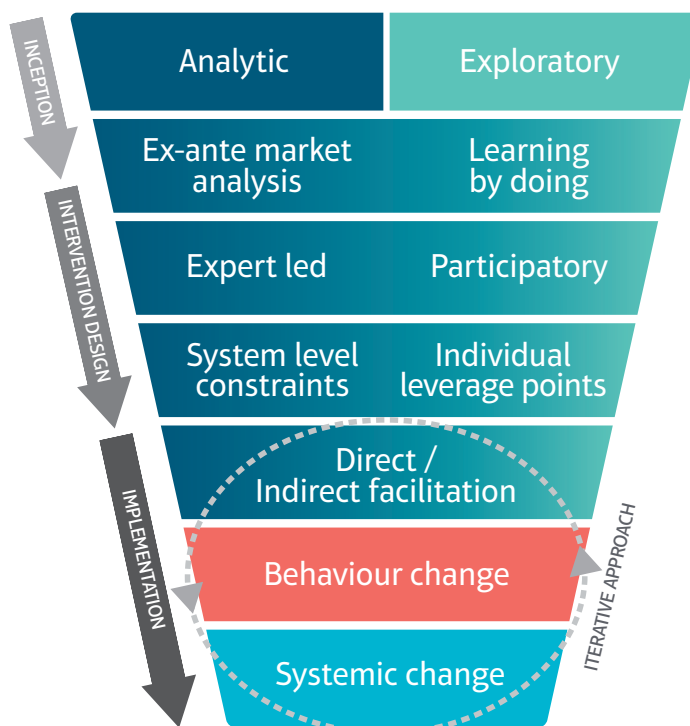 INCEPTION
Analytic
Exploratory
Ex-ante market
analysis
Learning
by doing
INTERVENTION DESIGN
Expert led
Participatory
System level
constraints
Individual
leverage points
IMPLEMENTATION
Direct /
Indirect facilitation
Behaviour change
ITERATIVE APPROACH
Systemic change